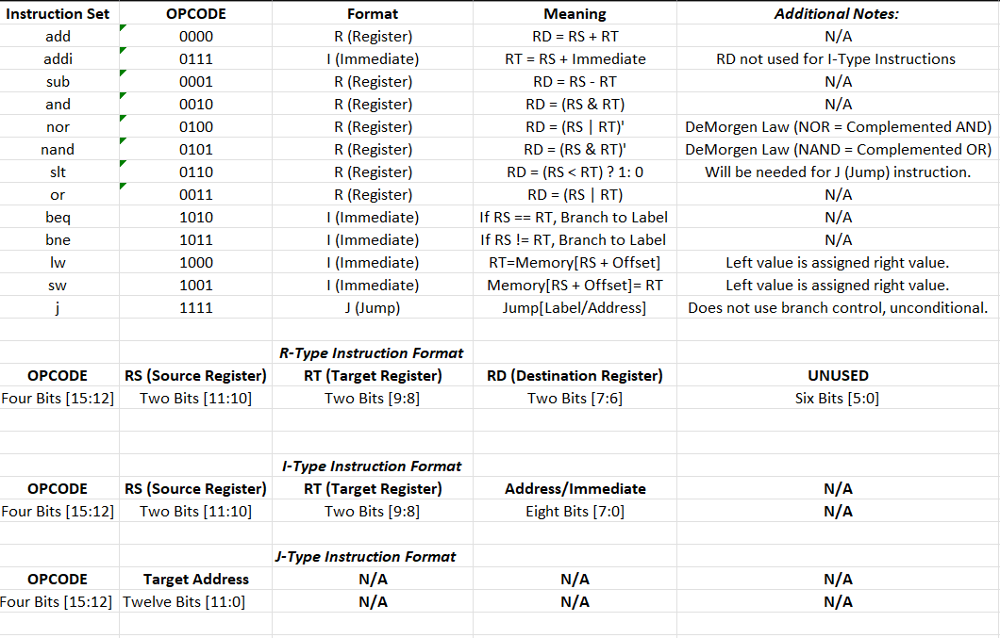 Instruction Set OPCODE Format Meaning Additional Notes:
add 0000 R (Register) RD = RS + RT N/A
addi 0111 I (Immediate) RT = RS + Immediate RD not used for I-Type Instructions
sub 0001 R (Register) RD = RS - RT N/A
and 0010 R (Register) RD = (RS & RT) N/A
nor 0100 R (Register) RD = (RS | RT)' DeMorgen Law (NOR = Complemented AND)
nand 0101 R (Register) RD = (RS & RT)' DeMorgen Law (NAND = Complemented OR)
slt 0110 R (Register) RD = (RS < RT) ? 1: 0 Will be needed for J (Jump) instruction.
or 0011 R (Register) RD = (RS | RT) N/A
beq 1010 I (Immediate) If RS == RT, Branch to Label N/A
bne 1011 I (Immediate) If RS != RT, Branch to Label N/A
lw 1000 I (Immediate) RT=Memory[RS + Offset] Left value is assigned right value.
sw 1001 I (Immediate) Memory[RS + Offset]= RT Left value is assigned right value.
j 1111 J (Jump) Jump[Label/Address] Does not use branch control, unconditional.
R-Type Instruction Format
OPCODE RS (Source Register) RT (Target Register) RD (Destination Register) UNUSED
Four Bits [15:12] Two Bits [11:10] Two Bits [9:8] Two Bits [7:6] Six Bits [5:0]
I-Type Instruction Format
OPCODE RS (Source Register) RT (Target Register) Address/Immediate N/A
Four Bits [15:12] Two Bits [11:10] Two Bits [9:8] Eight Bits [7:0] N/A
J-Type Instruction Format
OPCODE Target Address N/A N/A N/A
Four Bits [15:12] Twelve Bits [11:0] N/A N/A N/A